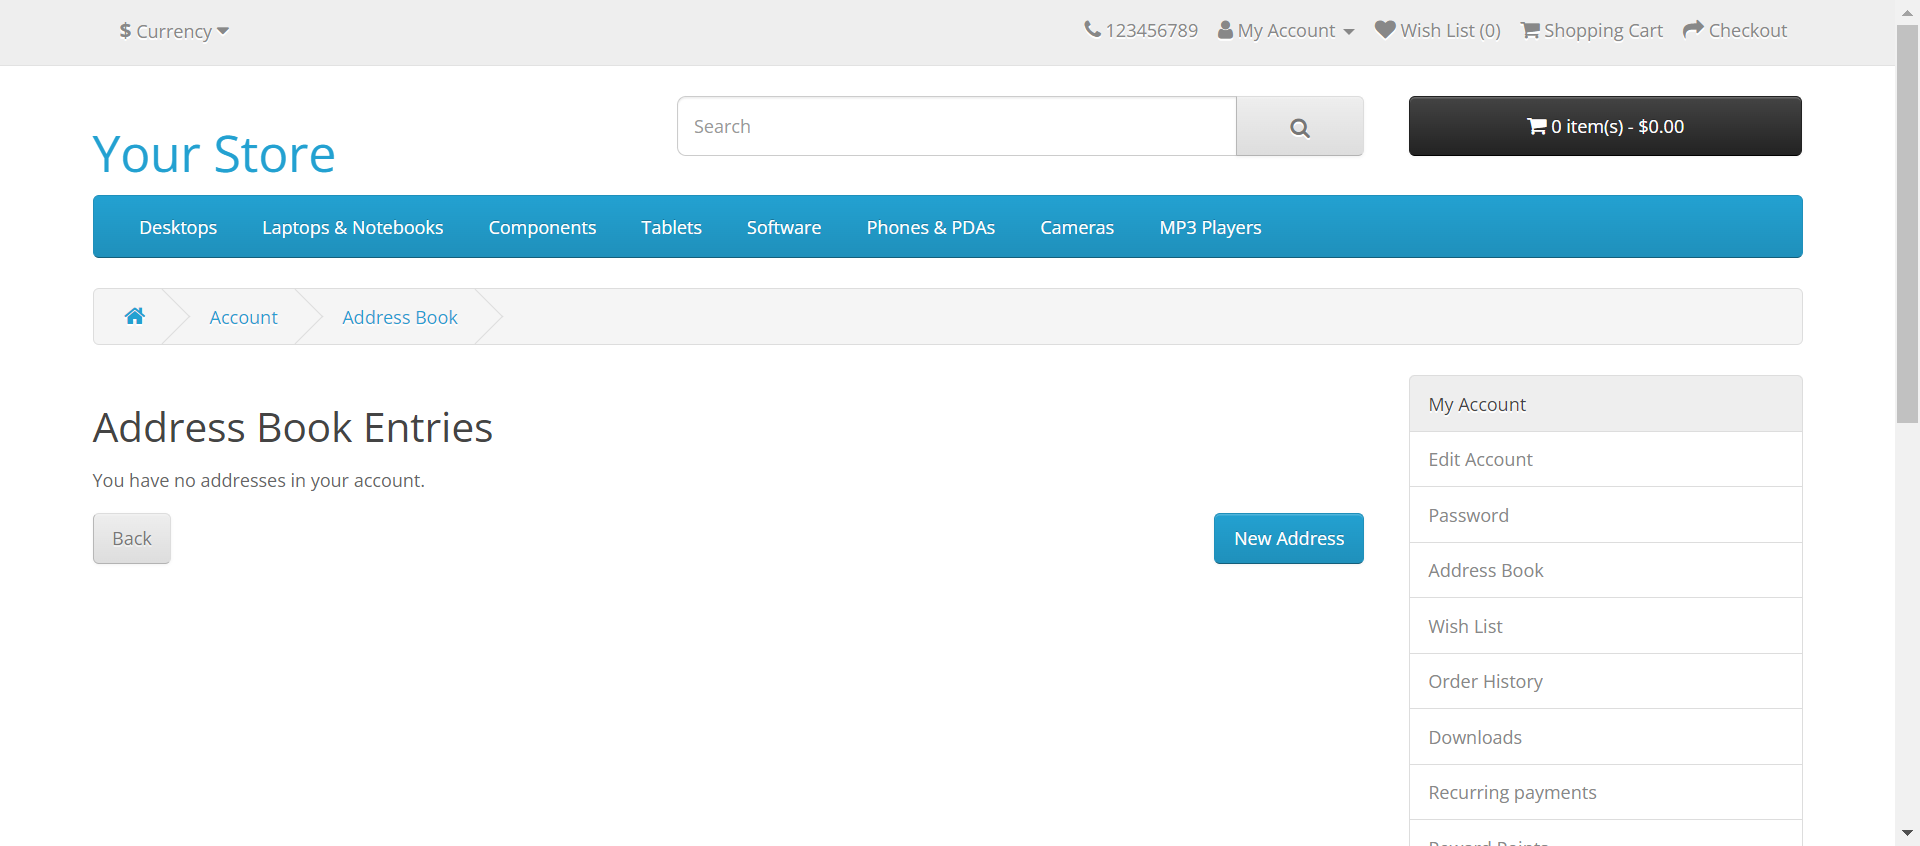 $ Currency
123456789 My Account Wish List (0) Shopping Cart Checkout
Your Store
Search
0 item(s) - $0.00
Desktops Laptops & Notebooks Components Tablets Software Phones & PDAs Cameras MP3 Players
Account Address Book
Address Book Entries
You have no addresses in your account.
Back
New Address
My Account
Edit Account
Password
Address Book
Wish List
Order History
Downloads
Recurring payments